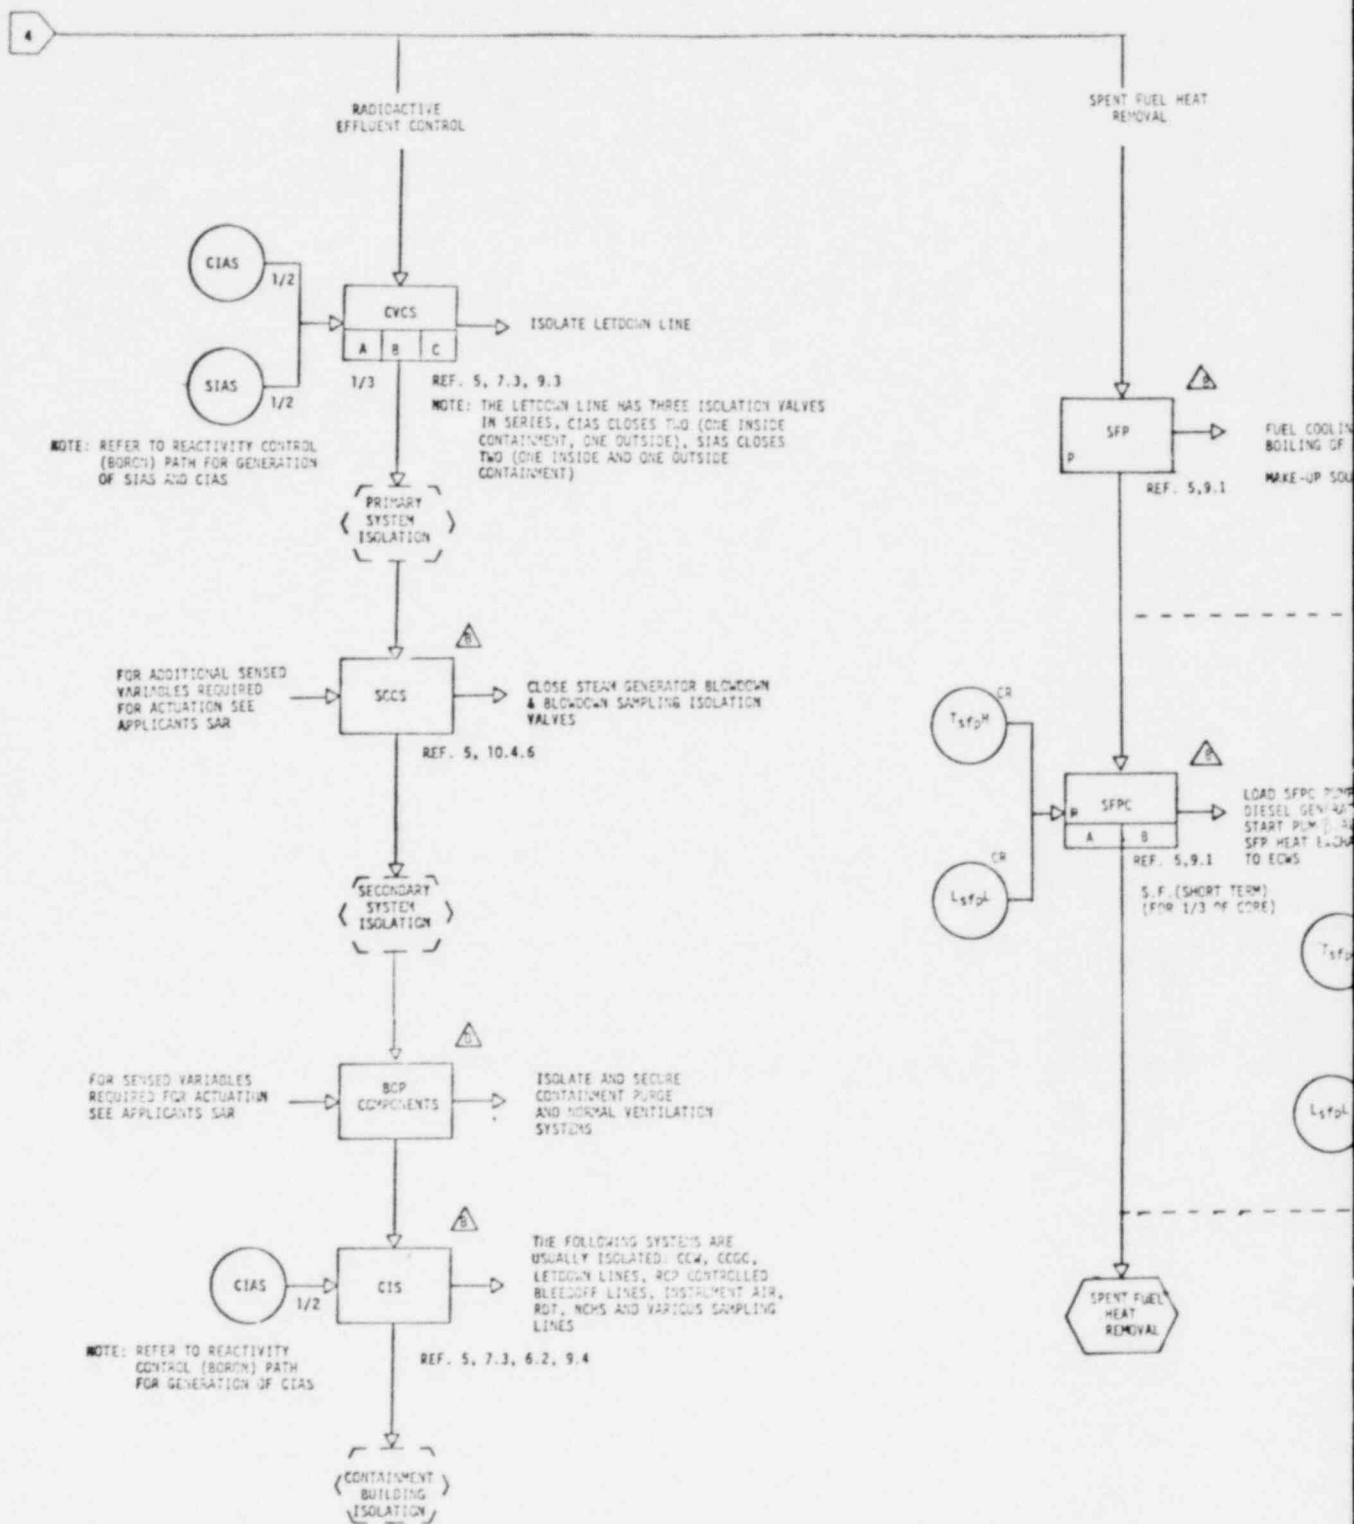 4
RADIOACTIVE
EFFLUENT CONTROL
SPENT FUEL HEAT
REMOVAL
CIAS
1/2
SIAS
1/2
NOTE: REFER TO REACTIVITY CONTROL
(BORON) PATH FOR GENERATION
OF SIAS AND CIAS
CVCS
A B C
1/3
ISOLATE LETDOWN LINE
REF. 5, 7.3, 9.3
NOTE: THE LETDOWN LINE HAS THREE ISOLATION VALVES
IN SERIES, CIAS CLOSES TWO (ONE INSIDE
CONTAINMENT, ONE OUTSIDE), SIAS CLOSES
TWO (ONE INSIDE AND ONE OUTSIDE
CONTAINMENT)
PRIMARY
SYSTEM
ISOLATION
FOR ADDITIONAL SENSED
VARIABLES REQUIRED
FOR ACTUATION SEE
APPLICANTS SAR
SCCS
CLOSE STEAM GENERATOR BLOWDOWN
& BLOWDOWN SAMPLING ISOLATION
VALVES
REF. 5, 10.4.6
SECONDARY
SYSTEM
ISOLATION
FOR SENSED VARIABLES
REQUIRED FOR ACTUATION
SEE APPLICANTS SAR
BCP
COMPONENTS
ISOLATE AND SECURE
CONTAINMENT PURGE
AND NORMAL VENTILATION
SYSTEMS
CIAS
1/2
NOTE: REFER TO REACTIVITY
CONTROL (BORON) PATH
FOR GENERATION OF CIAS
CIS
THE FOLLOWING SYSTEMS ARE
USUALLY ISOLATED: CCW, CCGC,
LETDOWN LINES, RCP CONTROLLED
BLEEDOFF LINES, INSTRUMENT AIR,
RDT, NCHS AND VARIOUS SAMPLING
LINES
REF. 5, 7.3, 6.2, 9.4
CONTAINMENT
BUILDING
ISOLATION
SFP
P
FUEL COOLIN
BOILING OF
MAKE-UP SOU
REF. 5,9.1
CR
TsfpH
CR
LsfpL
SFPC
A B
LOAD SFPC
DIESEL
START
SFP HEAT
TO ECWS
REF. 5,9.1
S.F.(SHORT TERM)
(FOR 1/3 OF CORE)
Tsfp
LsfpL
SPENT FUEL
HEAT
REMOVAL